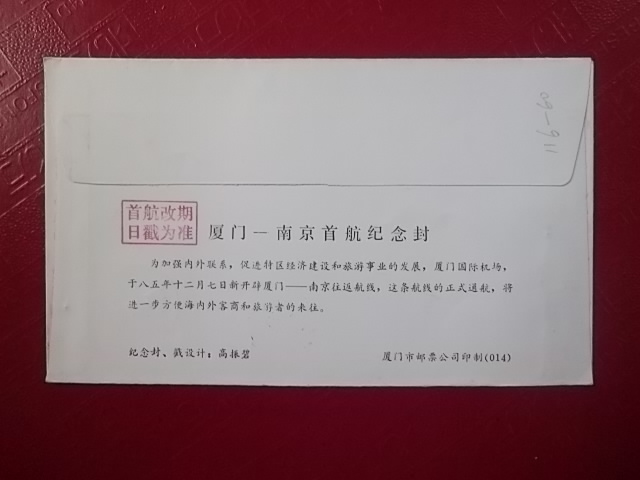 116-60
首航改期
日戳为准
厦门－南京首航纪念封
为加强内外联系，促进特区经济建设和旅游事业的发展，厦门国际机场，
于八五年十二月七日新开辟厦门——南京往返航线，这条航线的正式通航，将
进一步方便海内外客商和旅游者的来往。
纪念封、戳设计：高振碧
厦门市邮票公司印制(014)